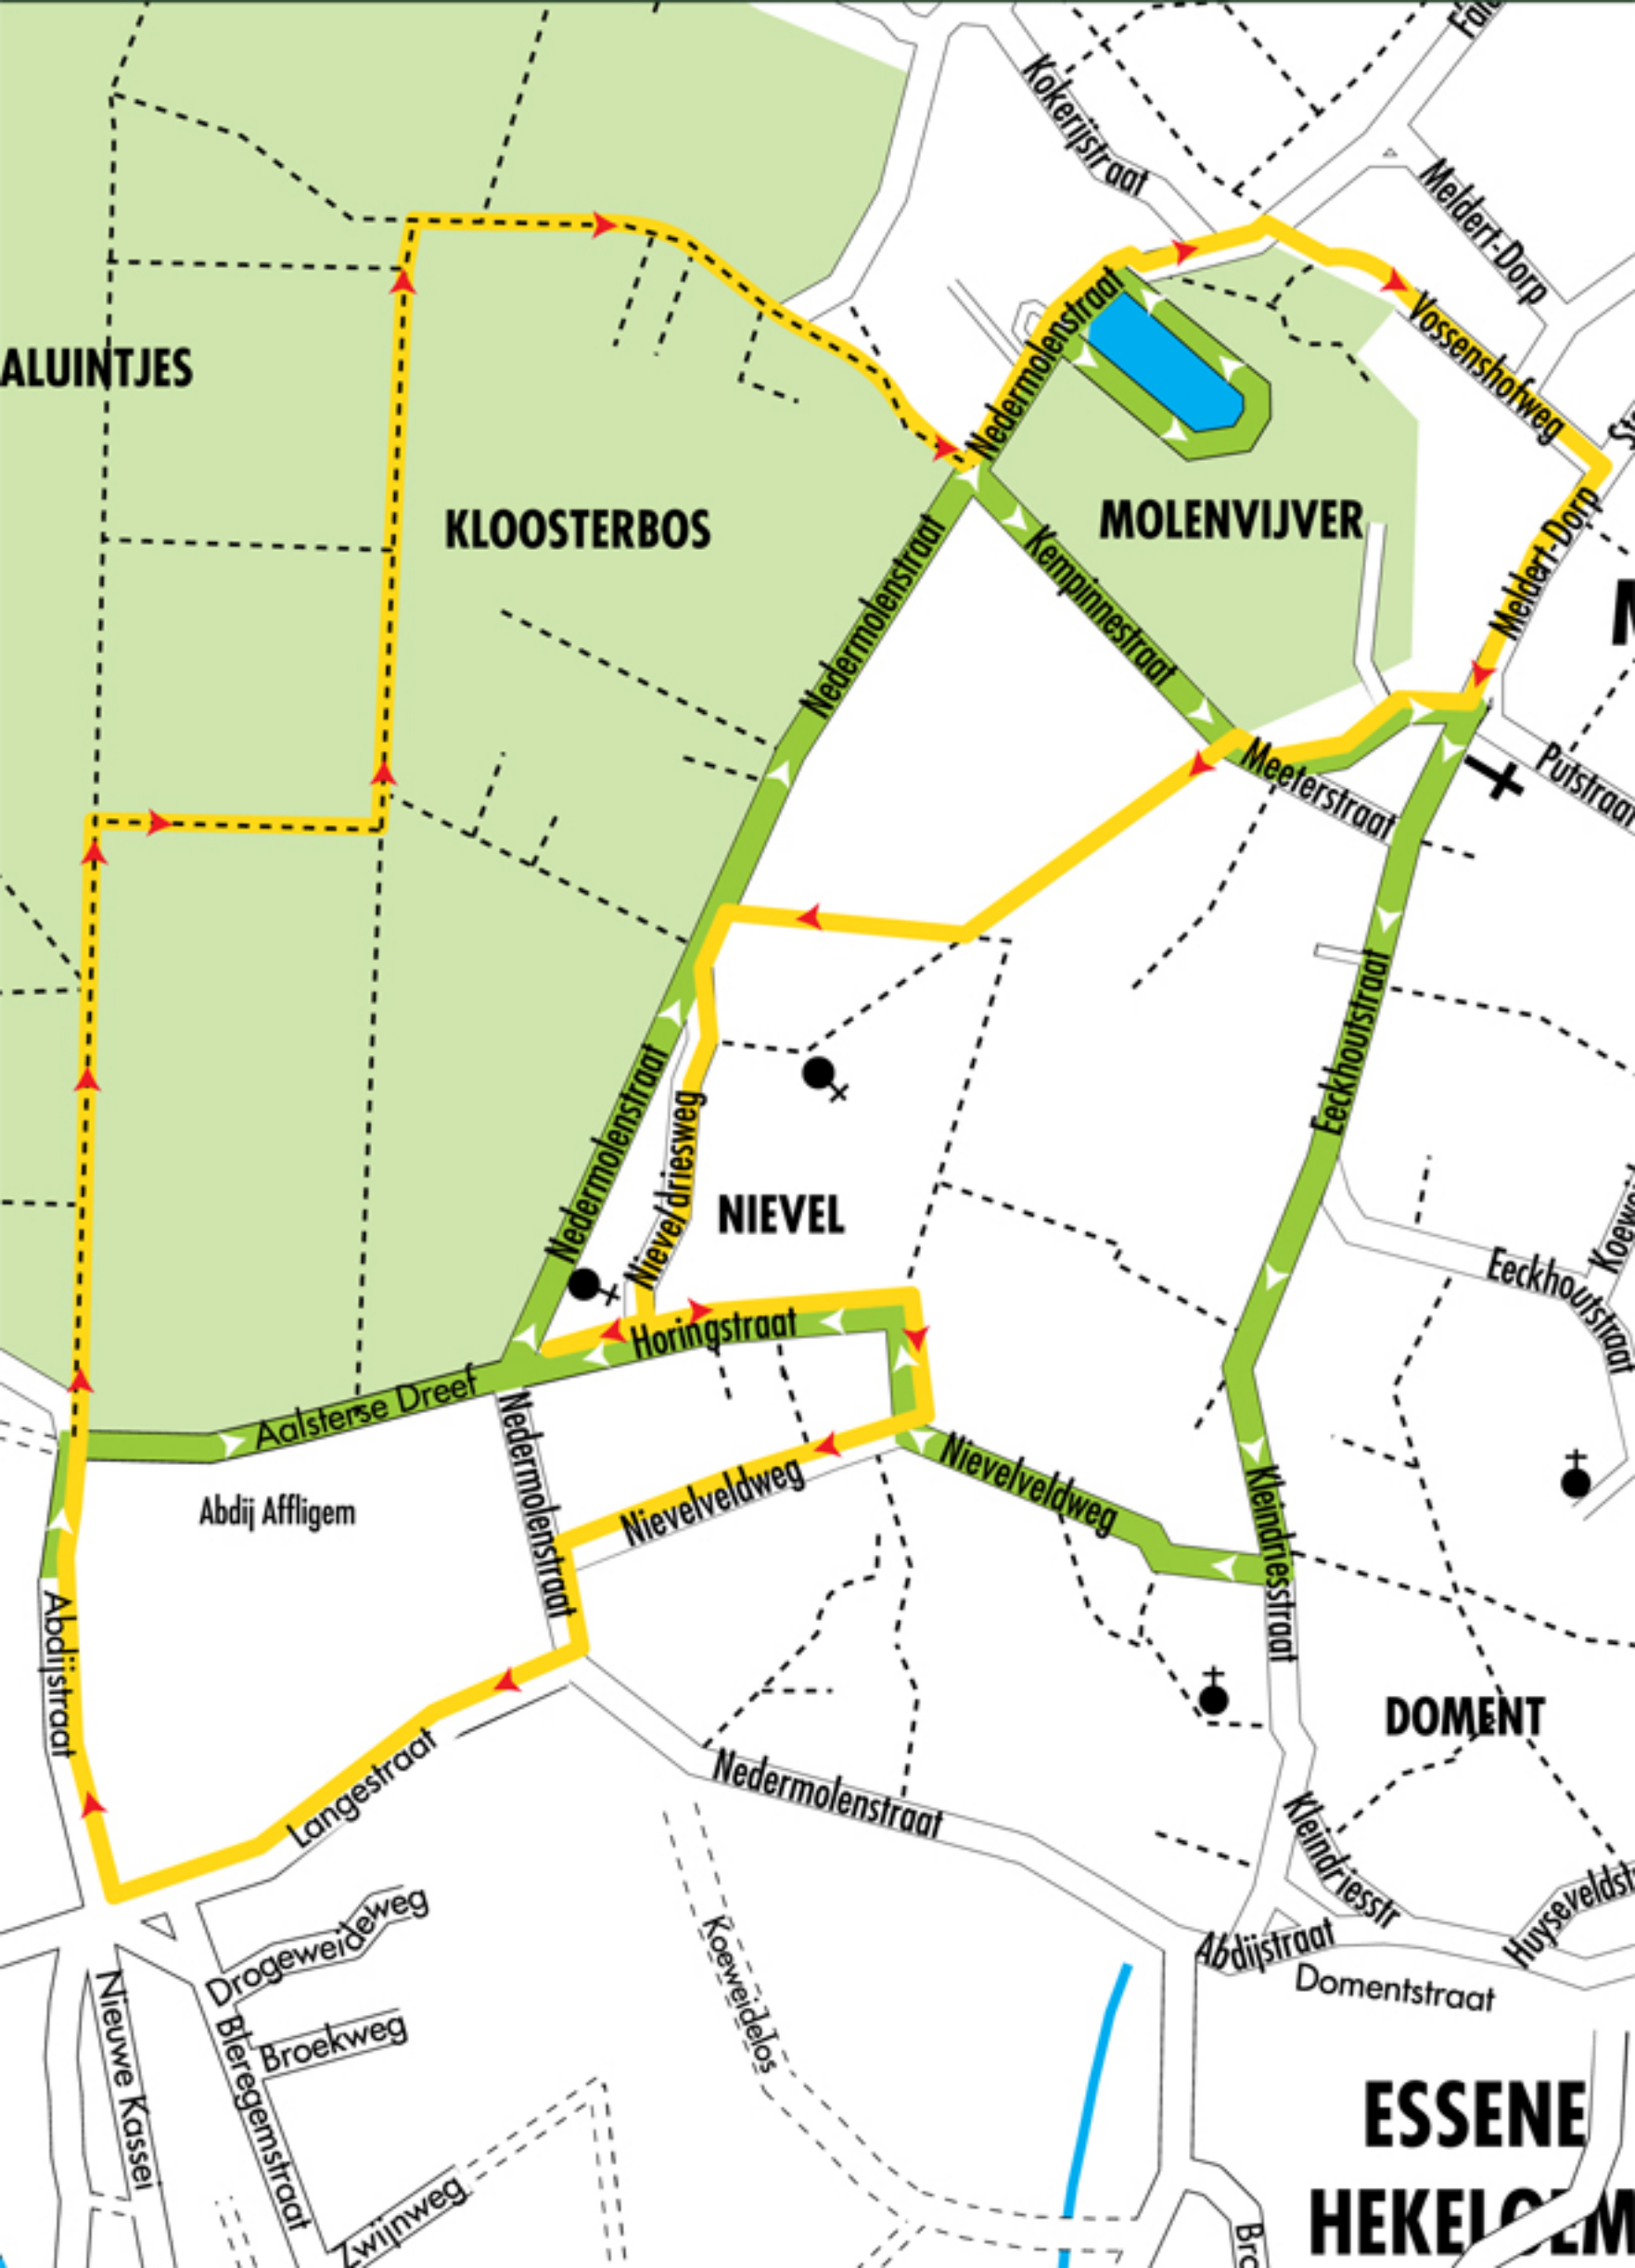 Kokerijstraat
Meldert-Dorp
ALUINTJES
Nedermolenstraat
Vossenshofweg
KLOOSTERBOS
MOLENVIJVER
Meldert-Dorp
Nedermolenstraat
Kempinnestraat
Meeterstraat
Putstraat
Eeckhoutstraat
Nedermolenstraat
Nieveldriesweg
NIEVEL
Eeckhoutstraat
Horingstraat
Aalsterse Dreef
Nedermolenstraat
Abdij Affligem
Nievelveldweg
Nievelveldweg
Kleindriesstraat
Abdijstraat
DOMENT
Langestraat
Nedermolenstraat
Kleindriesstr
Drogeweideweg
Koeweidelos
Abdijstraat
Domentstraat
Nieuwe Kassei
Bleregemstraat
Broekweg
ESSENE
HEKELGEM
Zwijnweg